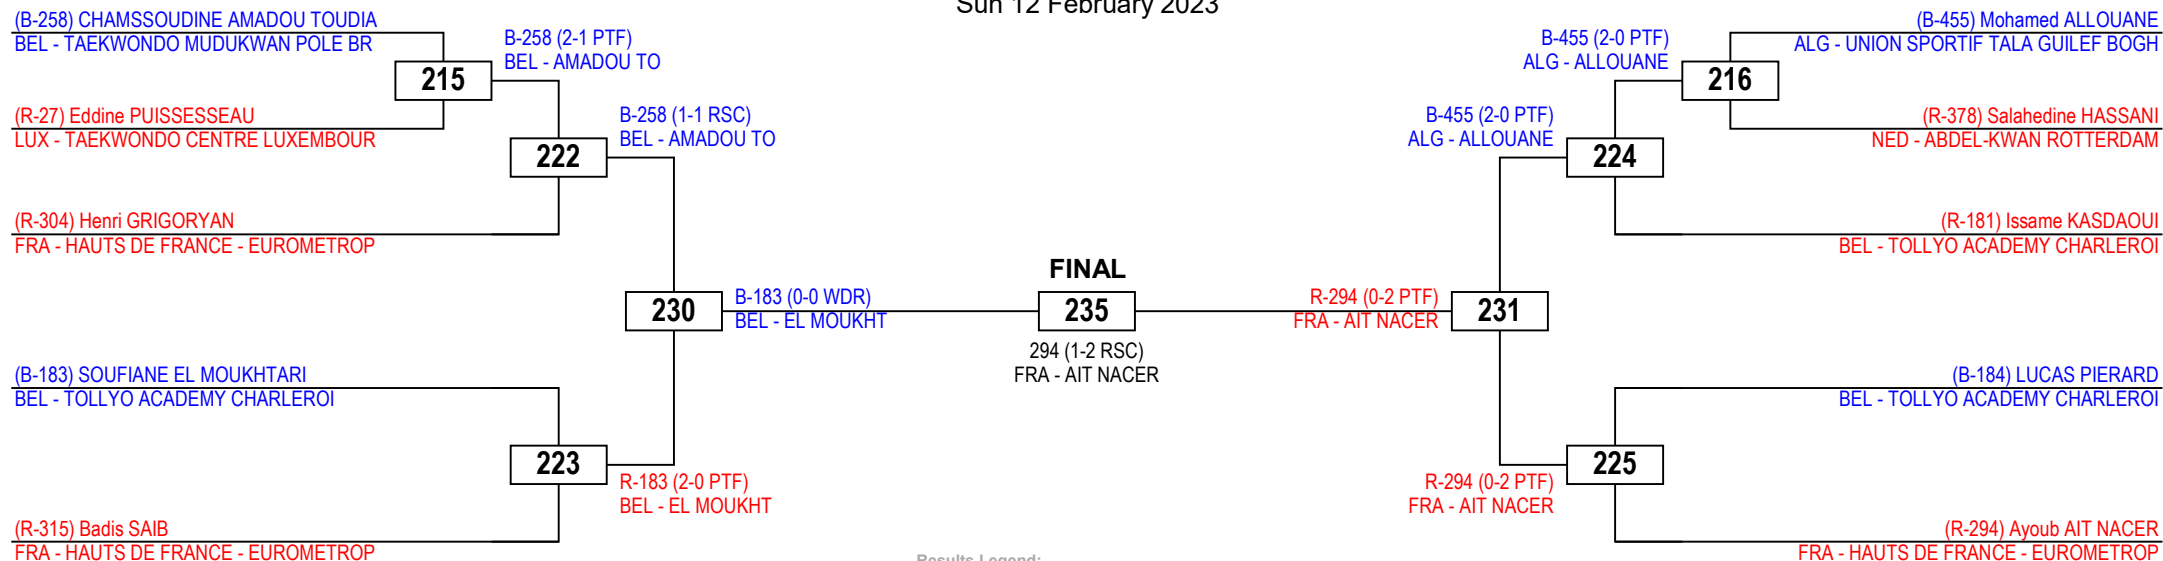 Sun 12 February 2023
(B-258) CHAMSSOUDINE AMADOU TOUDIA
BEL - TAEKWONDO MUDUKWAN POLE BR
215
(R-27) Eddine PUISSESSEAU
LUX - TAEKWONDO CENTRE LUXEMBOUR
B-258 (2-1 PTF)
BEL - AMADOU TO
222
(R-304) Henri GRIGORYAN
FRA - HAUTS DE FRANCE - EUROMETROP
B-258 (1-1 RSC)
BEL - AMADOU TO
230
(B-183) SOUFIANE EL MOUKHTARI
BEL - TOLLYO ACADEMY CHARLEROI
223
(R-315) Badis SAIB
FRA - HAUTS DE FRANCE - EUROMETROP
R-183 (2-0 PTF)
BEL - EL MOUKHT
B-183 (0-0 WDR)
BEL - EL MOUKHT
FINAL
235
294 (1-2 RSC)
FRA - AIT NACER
R-294 (0-2 PTF)
FRA - AIT NACER
231
B-455 (2-0 PTF)
ALG - ALLOUANE
224
B-455 (2-0 PTF)
ALG - ALLOUANE
216
(B-455) Mohamed ALLOUANE
ALG - UNION SPORTIF TALA GUILEF BOGH
(R-378) Salahedine HASSANI
NED - ABDEL-KWAN ROTTERDAM
(R-181) Issame KASDAOUI
BEL - TOLLYO ACADEMY CHARLEROI
(B-184) LUCAS PIERARD
BEL - TOLLYO ACADEMY CHARLEROI
225
R-294 (0-2 PTF)
FRA - AIT NACER
(R-294) Ayoub AIT NACER
FRA - HAUTS DE FRANCE - EUROMETROP
Results Legend: